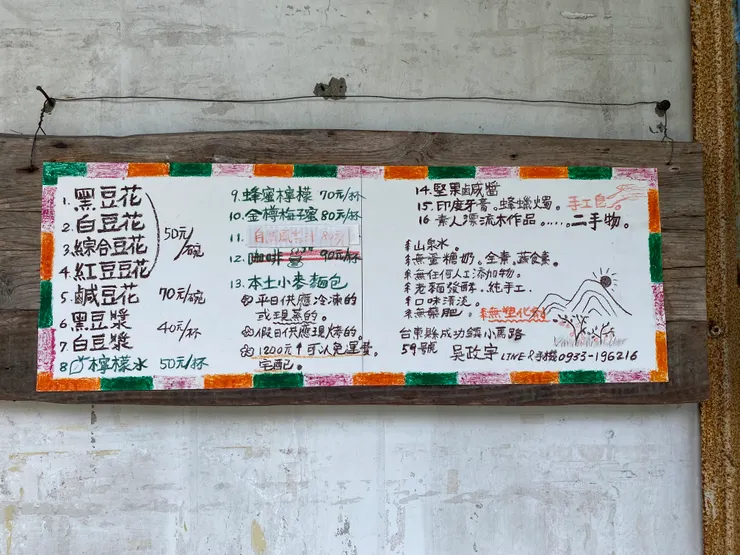 1. 黑豆花
2. 白豆花
3. 綜合豆花
4. 紅豆豆花
50元/碗
5. 鹹豆花 70元/碗
6. 黑豆漿
7. 白豆漿
40元/杯
8 檸檬水 50元/杯
9. 蜂蜜檸檬 70元/杯
10. 金檸梅子蜜 80元/杯
11
12. 咖啡 90元/杯
13. 本土小麥麵包
平日供應冷凍的
或現蒸的。
假日供應現烤的。
1200元↑可以免運費
宅配。
14. 堅果鹹醬
15. 印度牙膏。蜂蠟燭。手工皂。
16 素人漂流木作品......二手物。
山泉水。
無蛋糖奶。全素。蔬食素。
無任何人工添加物。
老麵發酵。純手工。
口味清淡。
無藥肥。無塑化劑
台東縣成功鎮小馬路
59號 吳政宇 LINE 手機0933-196216